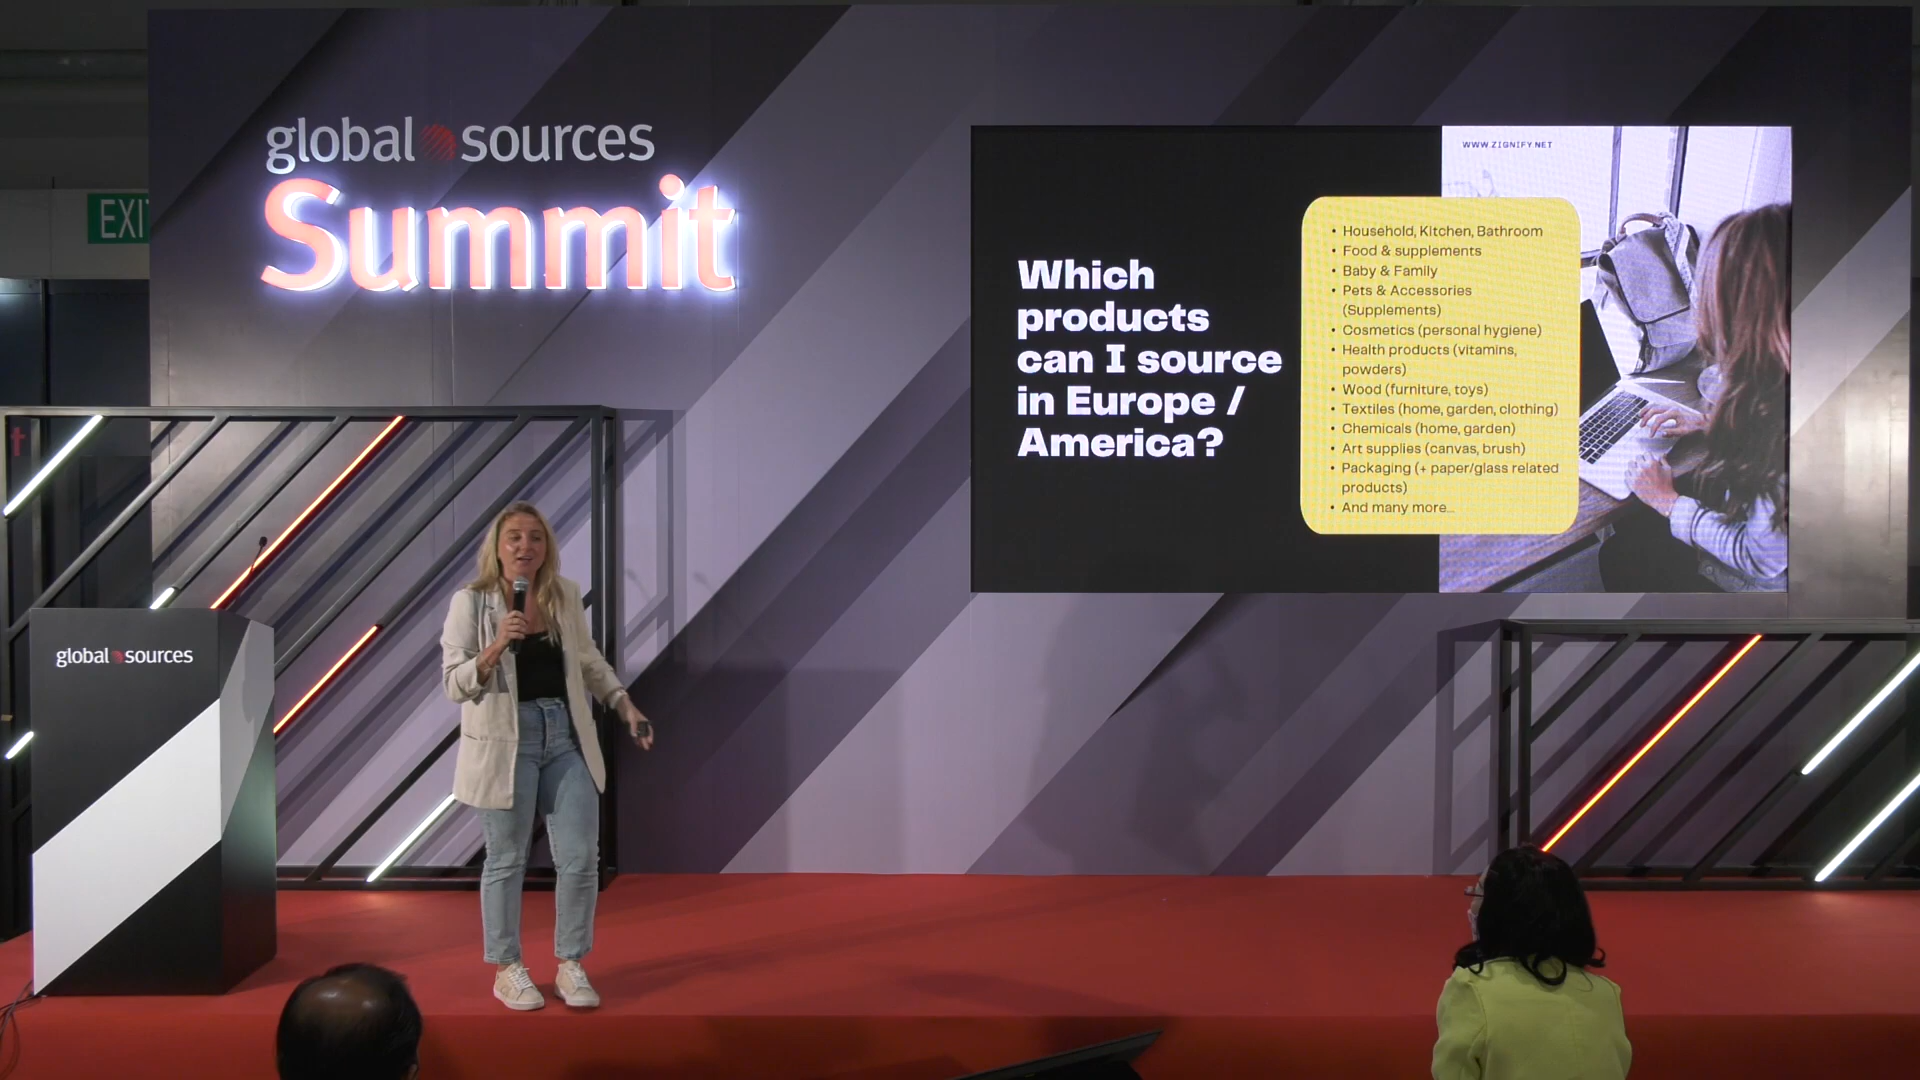 global sources
Summit
EXI
global sources
WWW.ZIGNIFY.NET
Which
products
can I source
in Europe /
America?
• Household, Kitchen, Bathroom
• Food & supplements
• Baby & Family
• Pets & Accessories
(Supplements)
• Cosmetics (personal hygiene)
• Health products (vitamins,
powders)
• Wood (furniture, toys)
• Textiles (home, garden, clothing)
• Chemicals (home, garden)
• Art supplies (canvas, brush)
• Packaging (+ paper/glass related
products)
• And many more...